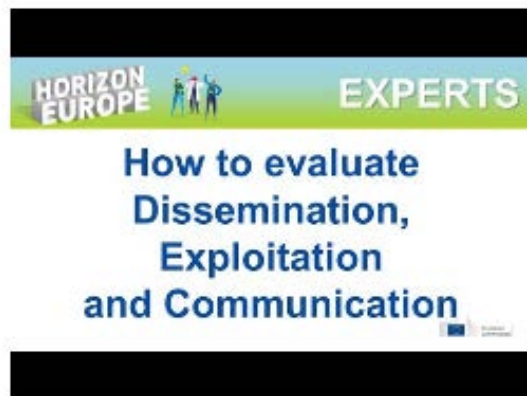 HORIZON
EUROPE
EXPERTS
How to evaluate
Dissemination,
Exploitation
and Communication